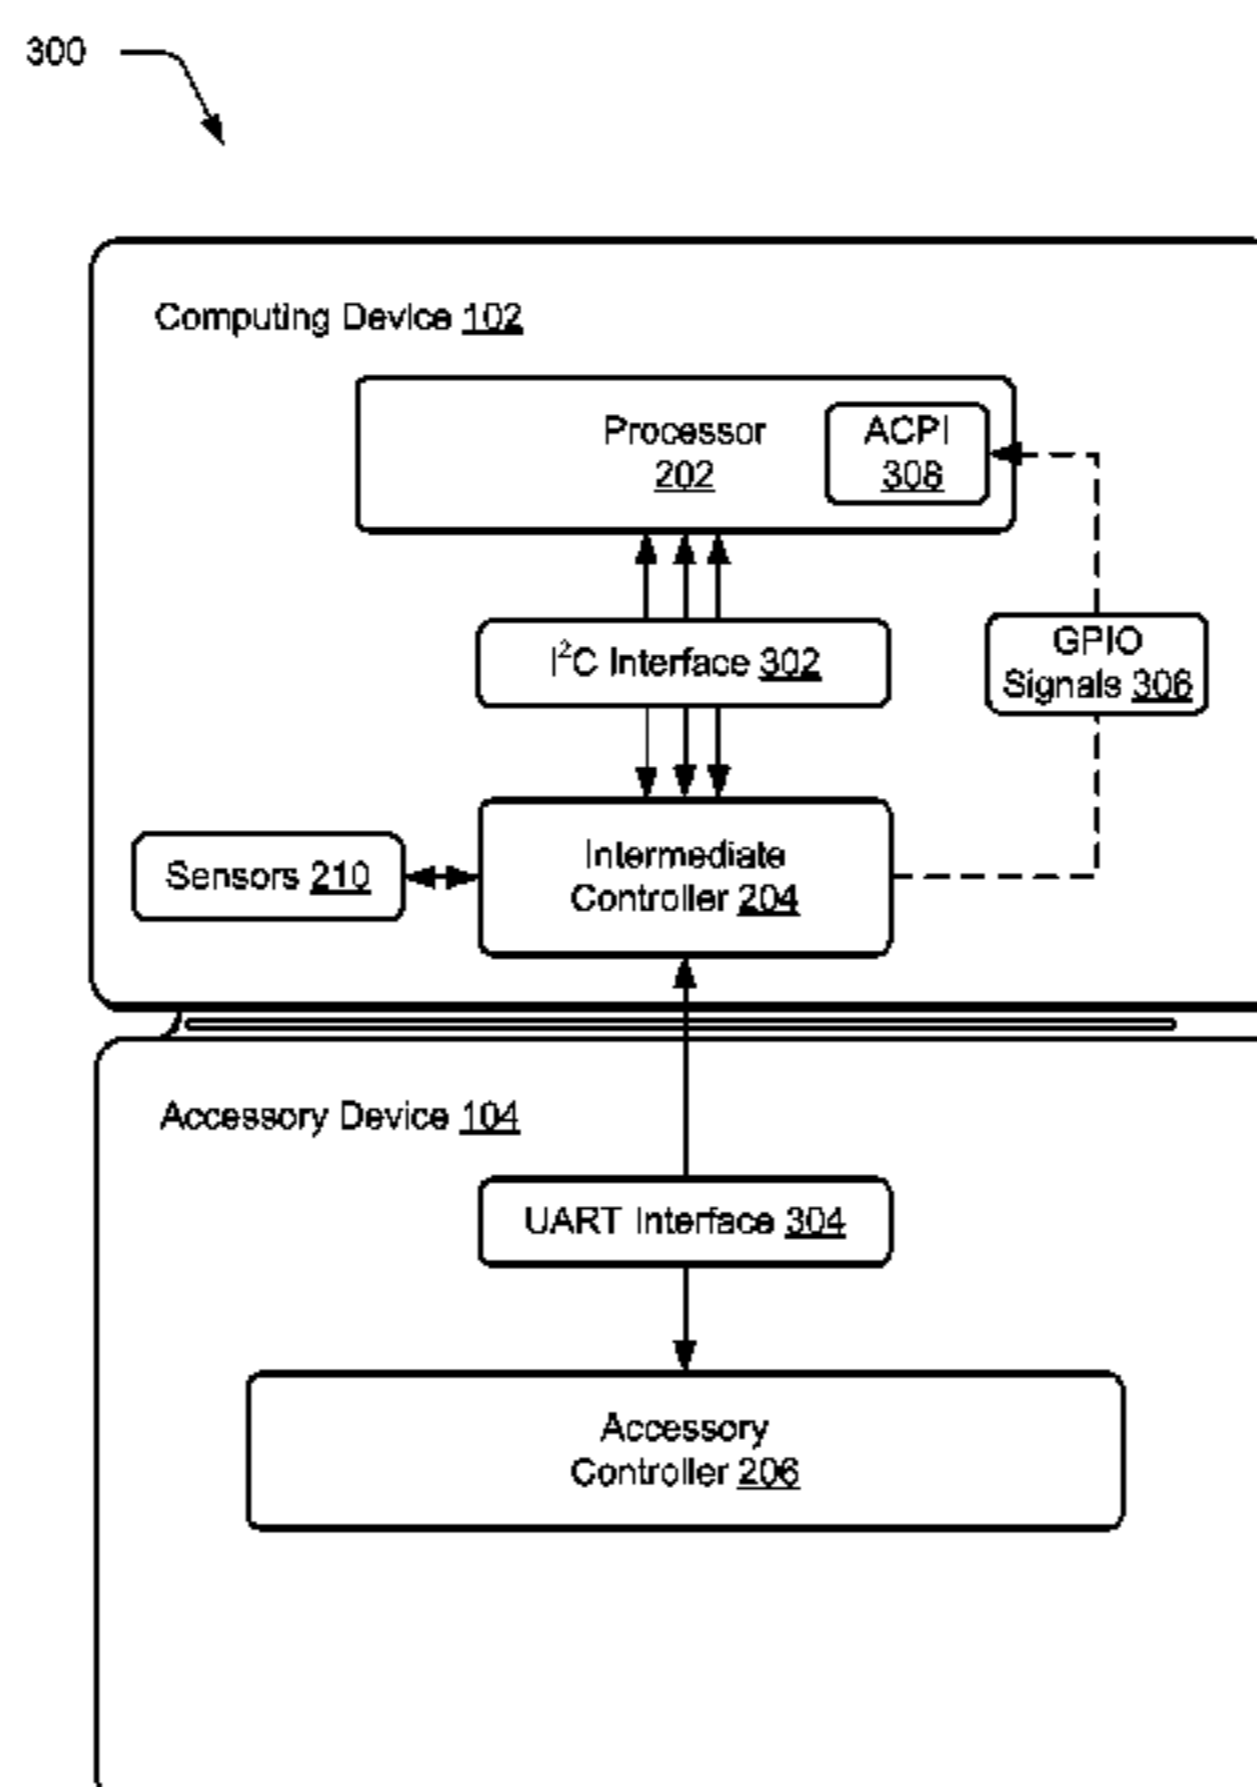 300
Computing Device 102
Processor
202
ACPI
308
I²C Interface 302
GPIO
Signals 306
Sensors 210
Intermediate
Controller 204
Accessory Device 104
UART Interface 304
Accessory
Controller 206